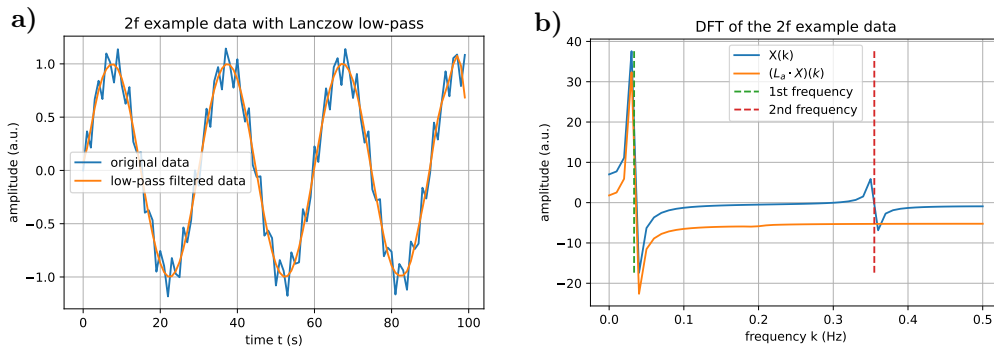 a)
2f example data with Lanczow low-pass
amplitude (a.u.)
1.0
0.5
0.0
−0.5
−1.0
original data
low-pass filtered data
0 20 40 60 80 100
time t (s)
b)
DFT of the 2f example data
amplitude (a.u.)
40
30
20
10
0
−10
−20
X(k)
(Lₐ · X)(k)
1st frequency
2nd frequency
0.0 0.1 0.2 0.3 0.4 0.5
frequency k (Hz)